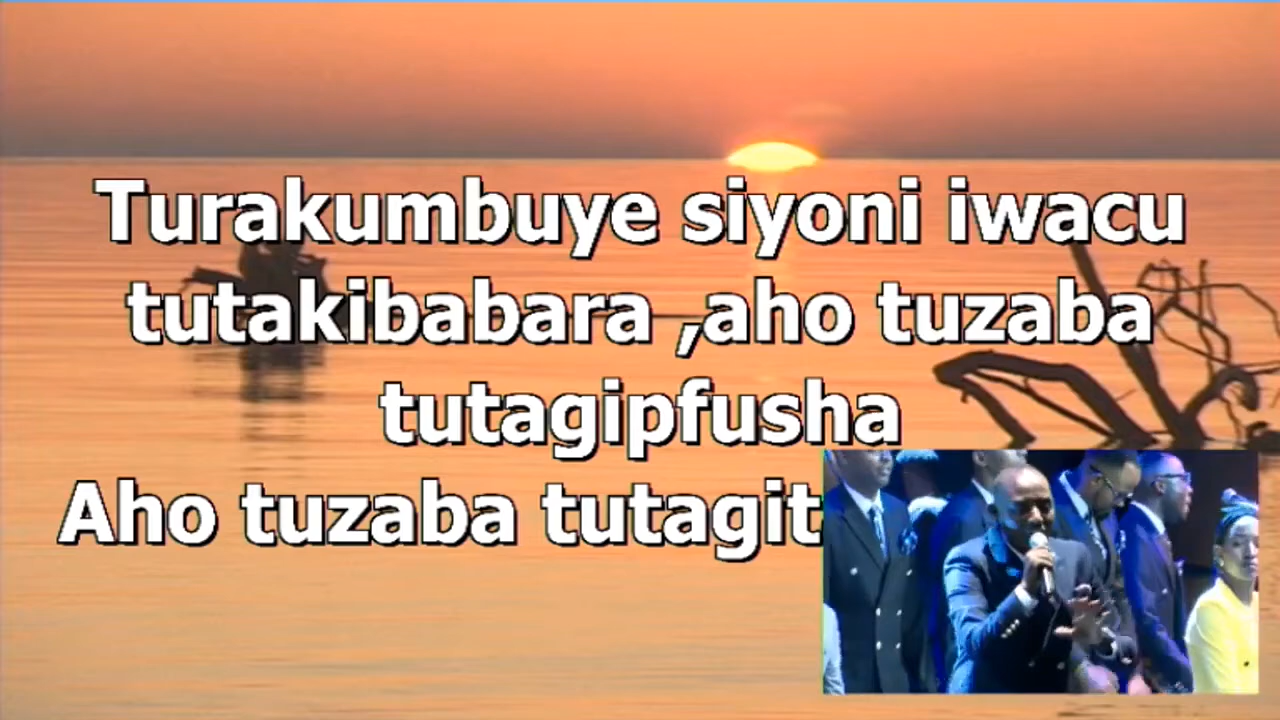 Turakumbuye siyoni iwacu
tutakibabara ,aho tuzaba
tutagipfusha
Aho tuzaba